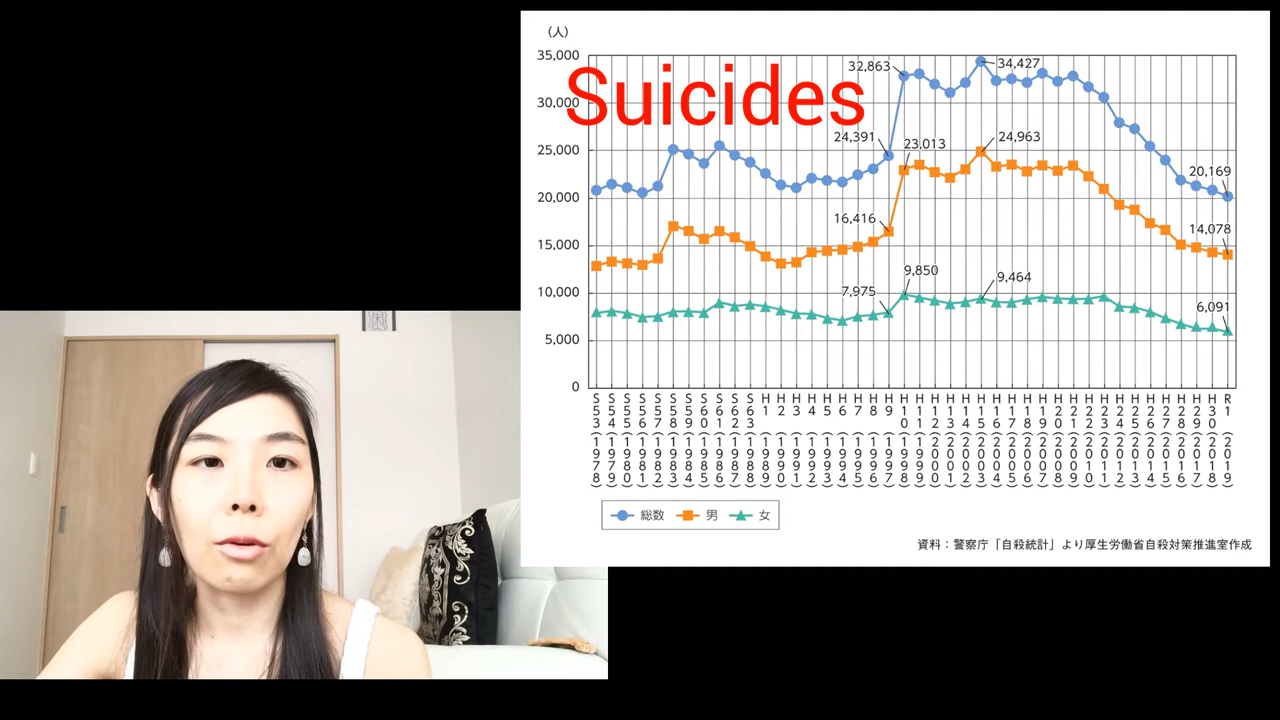 （人）
35,000
30,000
25,000
20,000
15,000
10,000
5,000
0
Suicides
32,863
34,427
24,391
23,013
24,963
20,169
16,416
14,078
9,850
9,464
7,975
6,091
S53（1978）
S54（1979）
S55（1980）
S56（1981）
S57（1982）
S58（1983）
S59（1984）
S60（1985）
S61（1986）
S62（1987）
S63（1988）
H1（1989）
H2（1990）
H3（1991）
H4（1992）
H5（1993）
H6（1994）
H7（1995）
H8（1996）
H9（1997）
H10（1998）
H11（1999）
H12（2000）
H13（2001）
H14（2002）
H15（2003）
H16（2004）
H17（2005）
H18（2006）
H19（2007）
H20（2008）
H21（2009）
H22（2010）
H23（2011）
H24（2012）
H25（2013）
H26（2014）
H27（2015）
H28（2016）
H29（2017）
H30（2018）
R1（2019）
総数 男 女
資料：警察庁「自殺統計」より厚生労働省自殺対策推進室作成